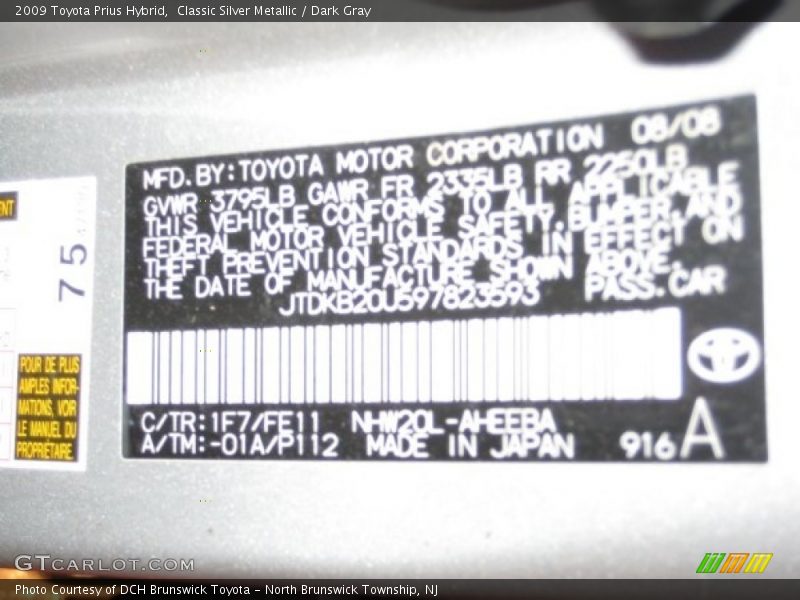 2009 Toyota Prius Hybrid, Classic Silver Metallic / Dark Gray
MFD. BY: TOYOTA MOTOR CORPORATION 08/08
GVWR 3795LB GAWR FR 2335LB RR 2250LB
THIS VEHICLE CONFORMS TO ALL APPLICABLE
FEDERAL MOTOR VEHICLE SAFETY, BUMPER, AND
THEFT PREVENTION STANDARDS IN EFFECT ON
THE DATE OF MANUFACTURE SHOWN ABOVE.
JTDKB20U597823593 PASS. CAR
C/TR: 1F7/FE11 NHW20L-AHEEBA
A/TM: -01A/P112 MADE IN JAPAN 916 A
75
POUR DE PLUS
AMPLES INFOR-
MATIONS, VOIR
LE MANUEL DU
PROPRIÉTAIRE.
GTCARLOT.COM
Photo Courtesy of DCH Brunswick Toyota - North Brunswick Township, NJ